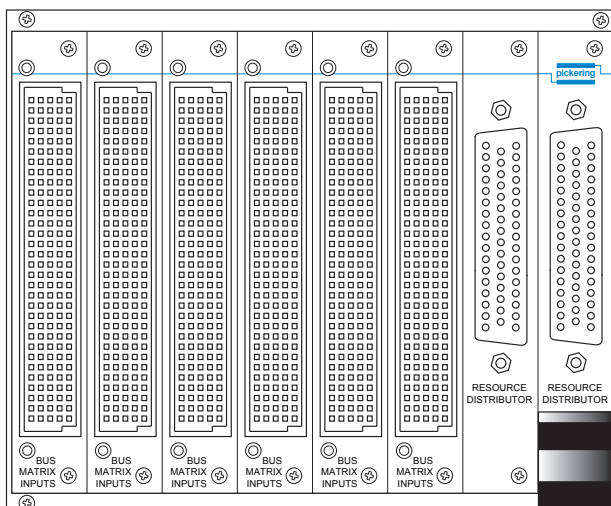 pickering
RESOURCE
DISTRIBUTOR
RESOURCE
DISTRIBUTOR
BUS
MATRIX
INPUTS
BUS
MATRIX
INPUTS
BUS
MATRIX
INPUTS
BUS
MATRIX
INPUTS
BUS
MATRIX
INPUTS
BUS
MATRIX
INPUTS